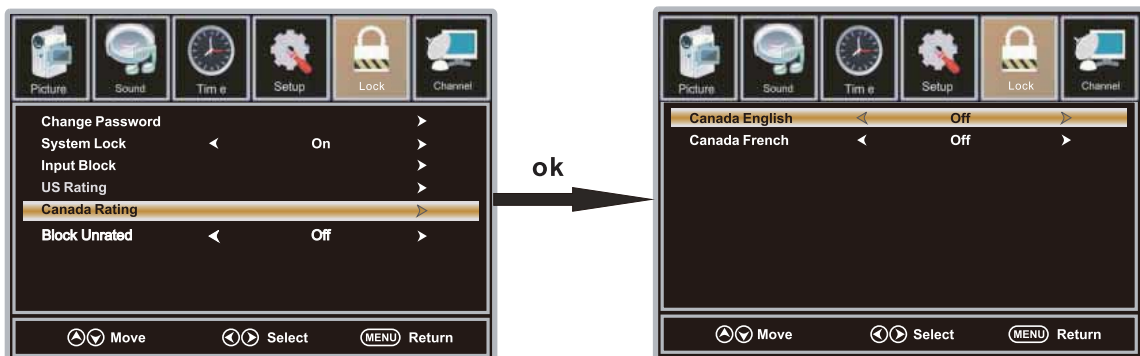 Picture Sound Tim e Setup Lock Channel
Change Password
System Lock On
Input Block
US Rating
Canada Rating
Block Unrated Off
Move Select MENU Return
ok
Picture Sound Tim e Setup Lock Channel
Canada English Off
Canada French Off
Move Select MENU Return